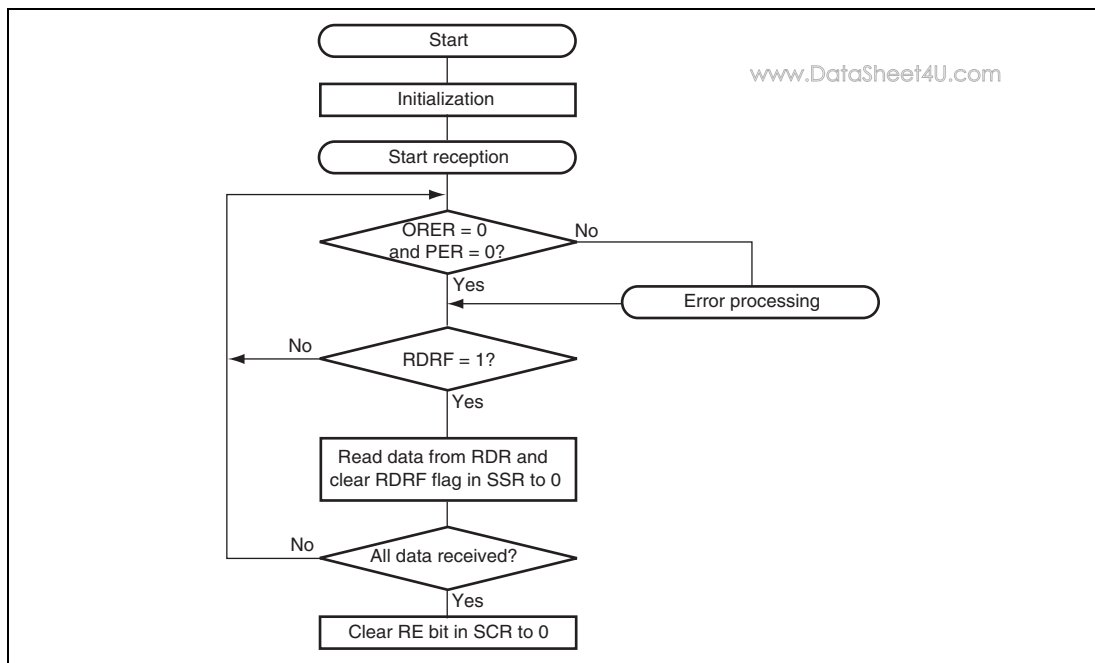 Start
www.DataSheet4U.com
Initialization
Start reception
ORER = 0
and PER = 0?
No
Yes
Error processing
No
RDRF = 1?
Yes
Read data from RDR and
clear RDRF flag in SSR to 0
No
All data received?
Yes
Clear RE bit in SCR to 0